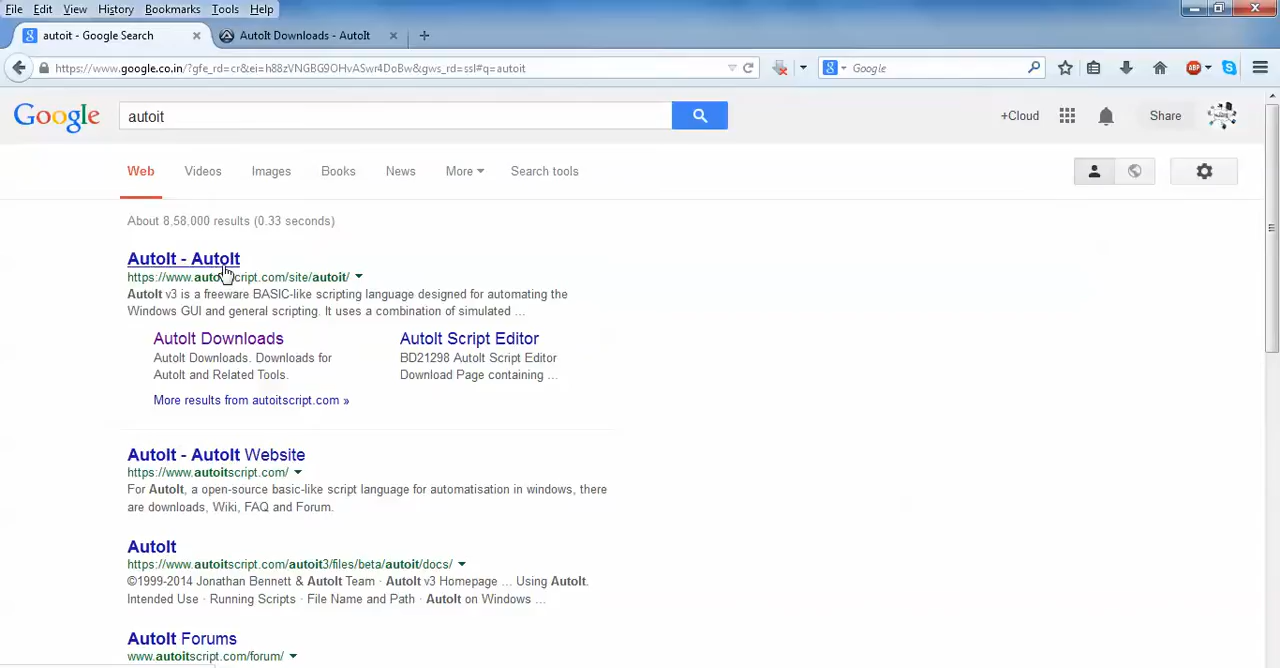 File Edit View History Bookmarks Tools Help
autoit - Google Search AutoIt Downloads - AutoIt
https://www.google.co.in/?gfe_rd=cr&ei=h88zVNGBG9OHvASwr4DoBw&gws_rd=ssl#q=autoit Google
Google autoit +Cloud Share
Web Videos Images Books News More Search tools
About 8,58,000 results (0.33 seconds)
AutoIt - AutoIt
https://www.autoitscript.com/site/autoit/
AutoIt v3 is a freeware BASIC-like scripting language designed for automating the
Windows GUI and general scripting. It uses a combination of simulated ...
AutoIt Downloads AutoIt Script Editor
AutoIt Downloads. Downloads for BD21298 AutoIt Script Editor
AutoIt and Related Tools. Download Page containing ...
More results from autoitscript.com »
AutoIt - AutoIt Website
https://www.autoitscript.com/
For AutoIt, a open-source basic-like script language for automatisation in windows, there
are downloads, Wiki, FAQ and Forum.
AutoIt
https://www.autoitscript.com/autoit3/files/beta/autoit/docs/
©1999-2014 Jonathan Bennett & AutoIt Team · AutoIt v3 Homepage ... Using AutoIt.
Intended Use · Running Scripts · File Name and Path · AutoIt on Windows ...
AutoIt Forums
www.autoitscript.com/forum/